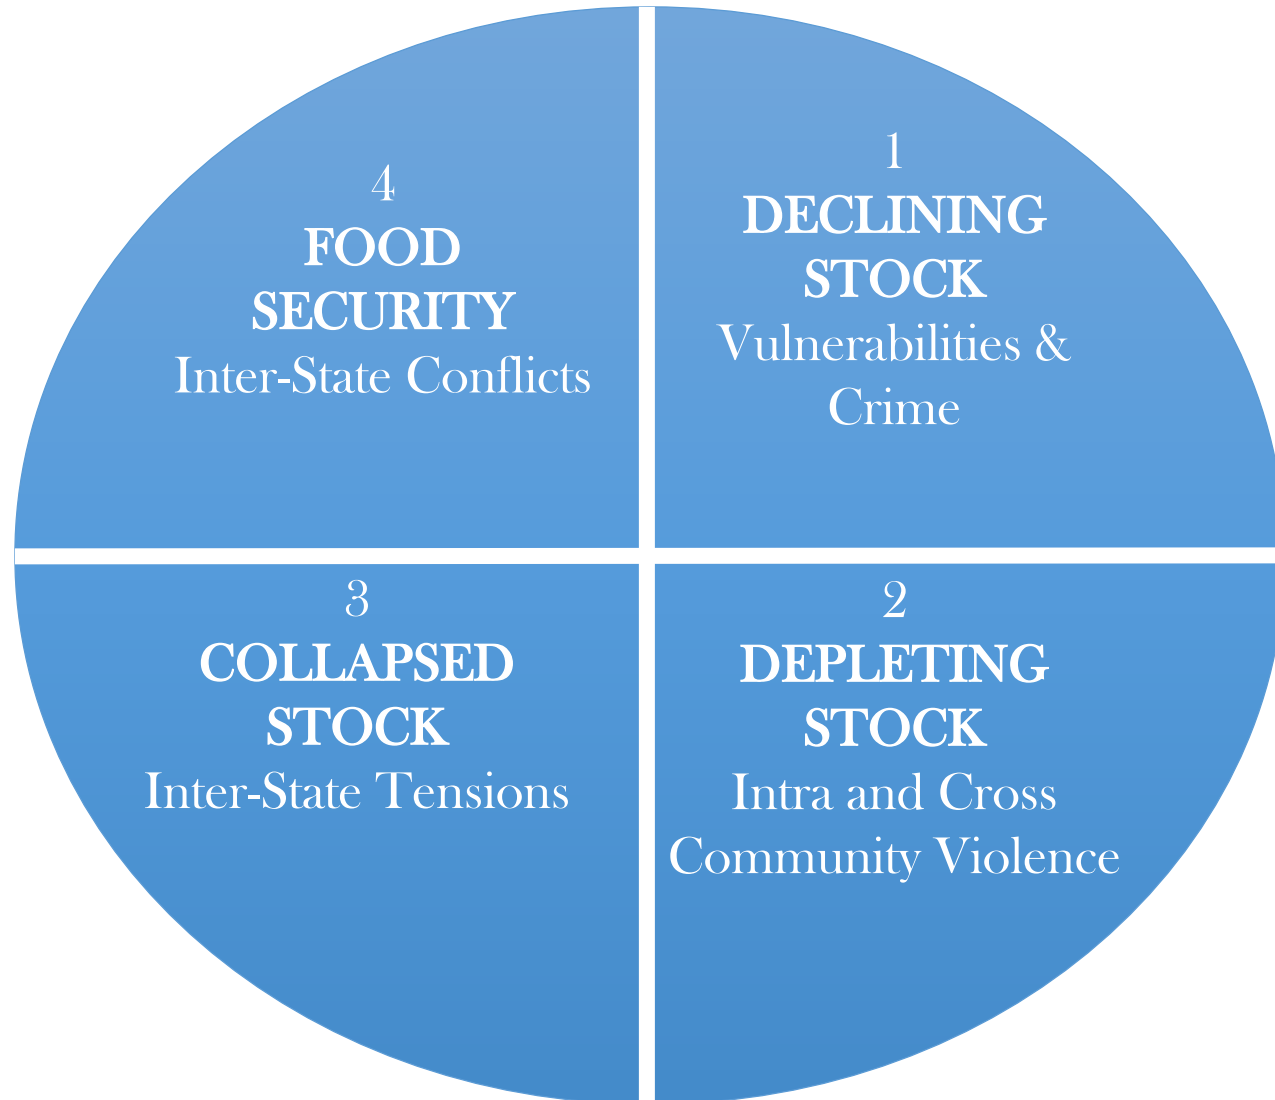 4
FOOD
SECURITY
Inter-State Conflicts
1
DECLINING
STOCK
Vulnerabilities &
Crime
3
COLLAPSED
STOCK
Inter-State Tensions
2
DEPLETING
STOCK
Intra and Cross
Community Violence